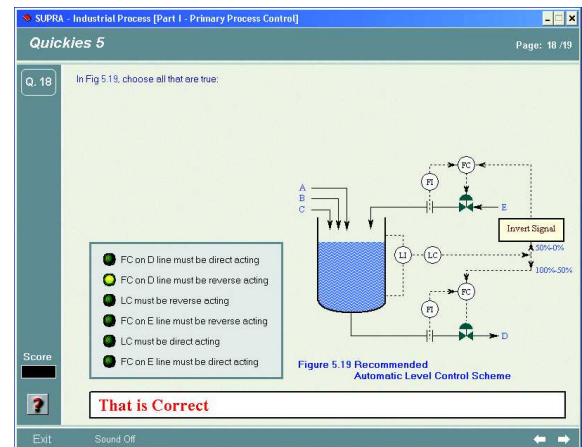 SUPRA - Industrial Process [Part I - Primary Process Control]
Quickies 5
Page: 18 /19
Q. 18
In Fig 5.19, choose all that are true:
FC
FI
A
B
C
E
Invert Signal
FC on D line must be direct acting
FC on D line must be reverse acting
LC must be reverse acting
FC on E line must be reverse acting
LC must be direct acting
FC on E line must be direct acting
LI
LC
50%-0%
100%-50%
FC
FI
D
Figure 5.19 Recommended
Automatic Level Control Scheme
Score
?
That is Correct
Exit
Sound Off